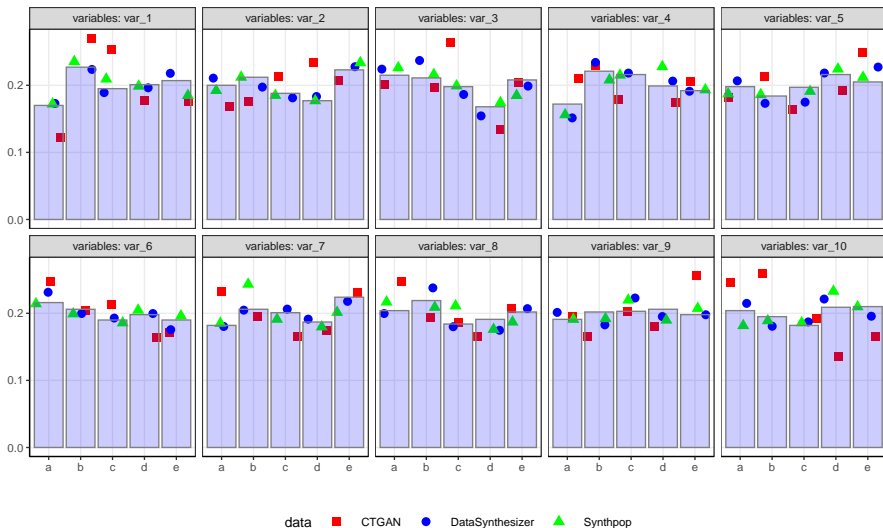 variables: var_1 variables: var_2 variables: var_3 variables: var_4 variables: var_5
0.2
0.1
0.0
variables: var_6 variables: var_7 variables: var_8 variables: var_9 variables: var_10
0.2
0.1
0.0
a b c d e a b c d e a b c d e a b c d e a b c d e
data CTGAN DataSynthesizer Synthpop